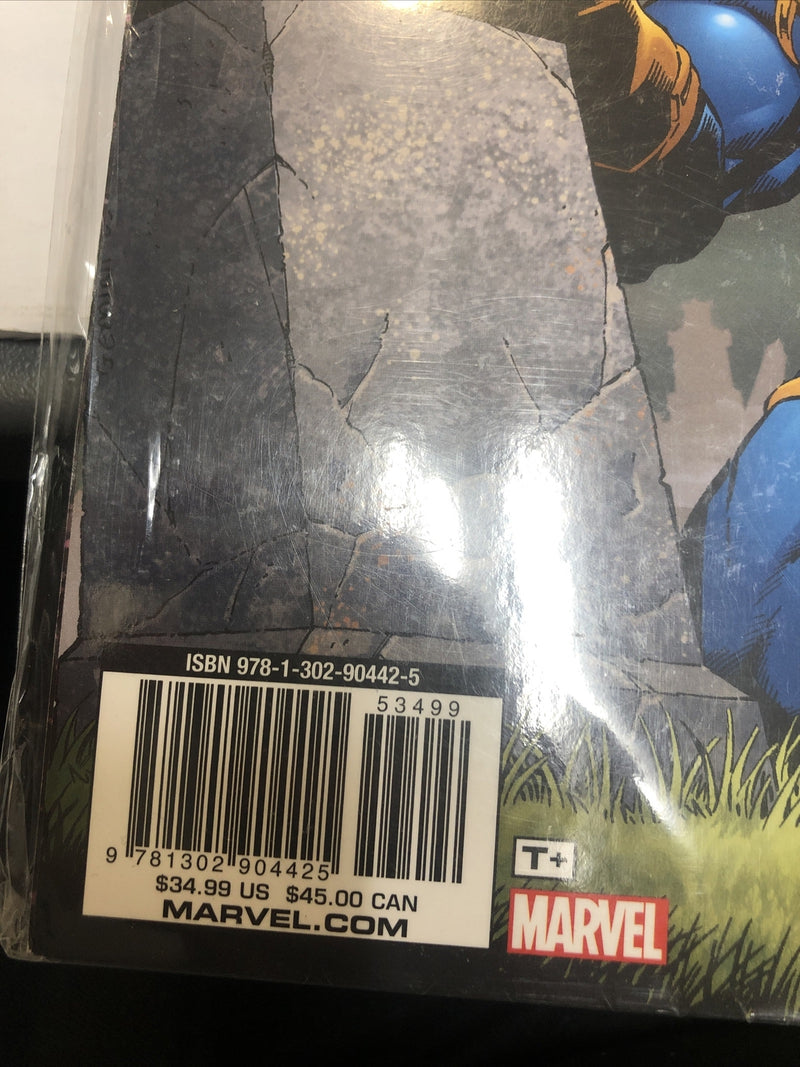 ISBN 978-1-302-90442-5
53499
9 781302 904425
$34.99 US $45.00 CAN
MARVEL.COM
T+
MARVEL